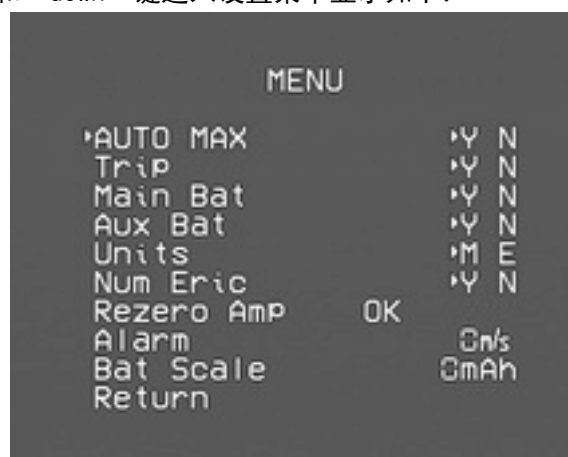 MENU
‣AUTO MAX ‣Y N
Trip ‣Y N
Main Bat ‣Y N
Aux Bat ‣Y N
Units ‣M E
Num Eric ‣Y N
Rezero Amp OK
Alarm 0m/s
Bat Scale 0mAh
Return